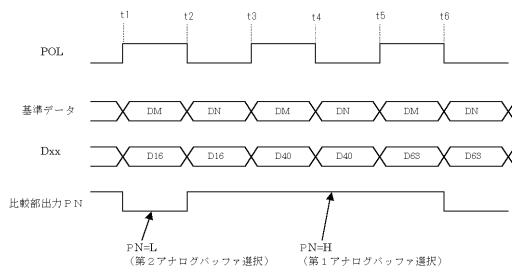 t1 t2 t3 t4 t5 t6
POL
基準データ DM DN DM DN DM DN
Dxx D16 D16 D40 D40 D63 D63
比較部出力PN
PN=L PN=H
(第2アナログバッファ選択) (第1アナログバッファ選択)